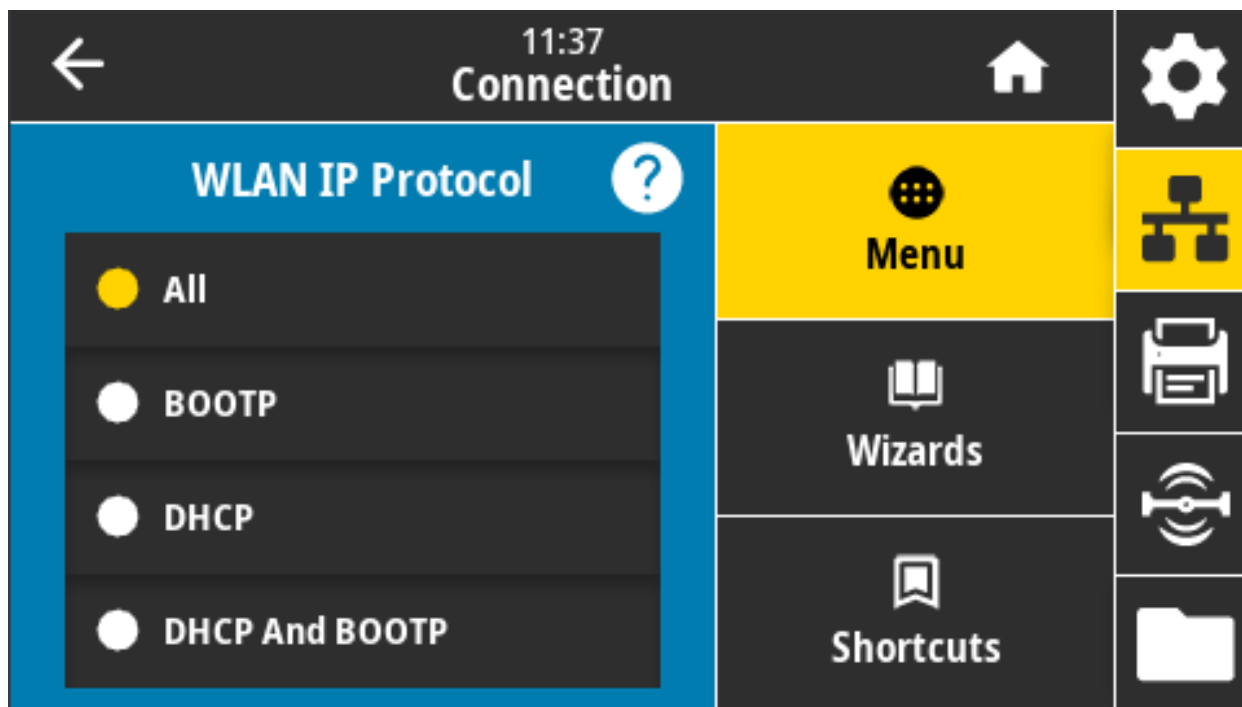 11:37
Connection
WLAN IP Protocol
?
All
BOOTP
DHCP
DHCP And BOOTP
Menu
Wizards
Shortcuts